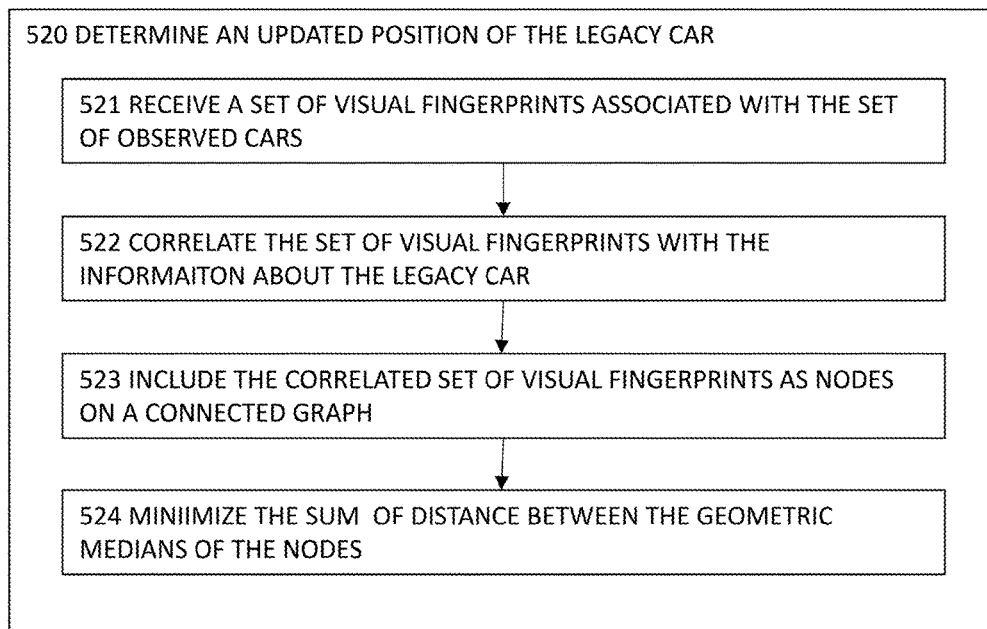 520 DETERMINE AN UPDATED POSITION OF THE LEGACY CAR
521 RECEIVE A SET OF VISUAL FINGERPRINTS ASSOCIATED WITH THE SET
OF OBSERVED CARS
522 CORRELATE THE SET OF VISUAL FINGERPRINTS WITH THE
INFORMAITON ABOUT THE LEGACY CAR
523 INCLUDE THE CORRELATED SET OF VISUAL FINGERPRINTS AS NODES
ON A CONNECTED GRAPH
524 MINIIMIZE THE SUM OF DISTANCE BETWEEN THE GEOMETRIC
MEDIANS OF THE NODES